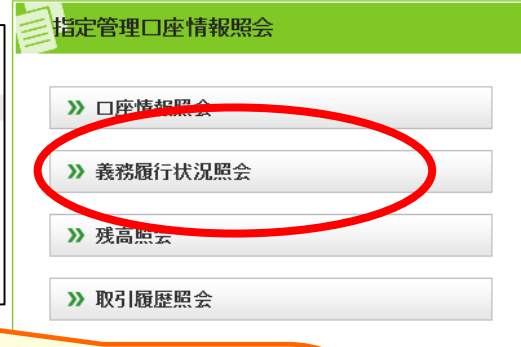 指定管理口座情報照会
口座情報照会
義務履行状況照会
残高照会
取引履歴照会